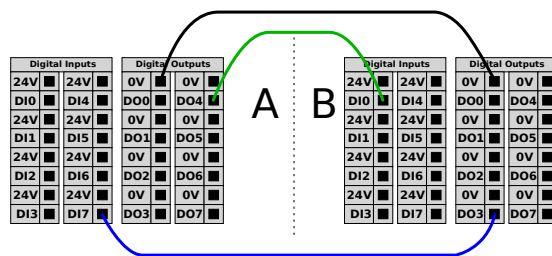 Digital Inputs Digital Outputs Digital Inputs Digital Outputs
24V 24V 0V 0V 24V 24V 0V 0V
DI0 DI4 DO0 DO4 A B DI0 DI4 DO0 DO4
24V 24V 0V 0V 24V 24V 0V 0V
DI1 DI5 DO1 DO5 DI1 DI5 DO1 DO5
24V 24V 0V 0V 24V 24V 0V 0V
DI2 DI6 DO2 DO6 DI2 DI6 DO2 DO6
24V 24V 0V 0V 24V 24V 0V 0V
DI3 DI7 DO3 DO7 DI3 DI7 DO3 DO7